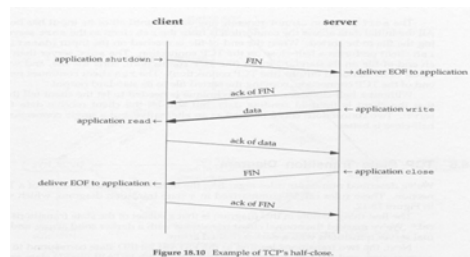 client server
application shutdown →
FIN
→ deliver EOF to application
ack of FIN
data
← application write
application read ←
ack of data
FIN
← application close
deliver EOF to application ←
ack of FIN
Figure 18.10 Example of TCP's half-close.